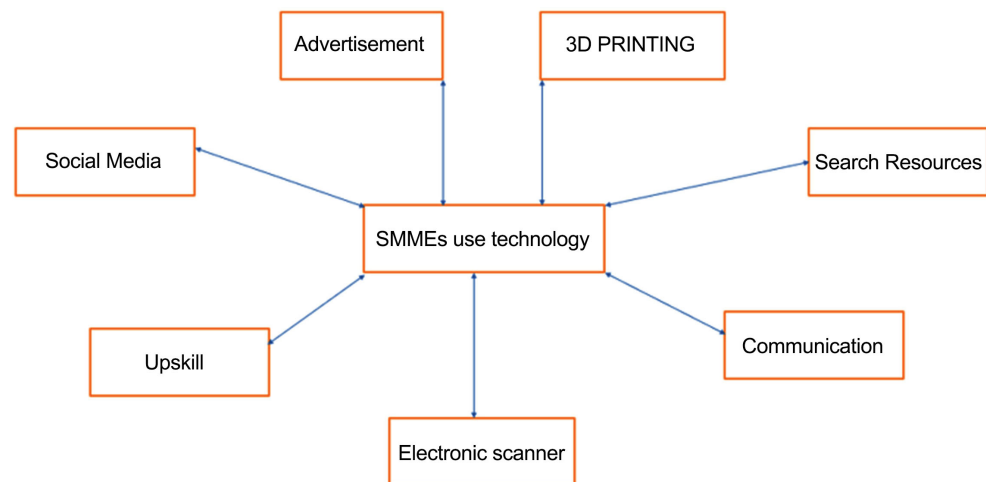 Advertisement
3D PRINTING
Social Media
Search Resources
SMMEs use technology
Upskill
Communication
Electronic scanner